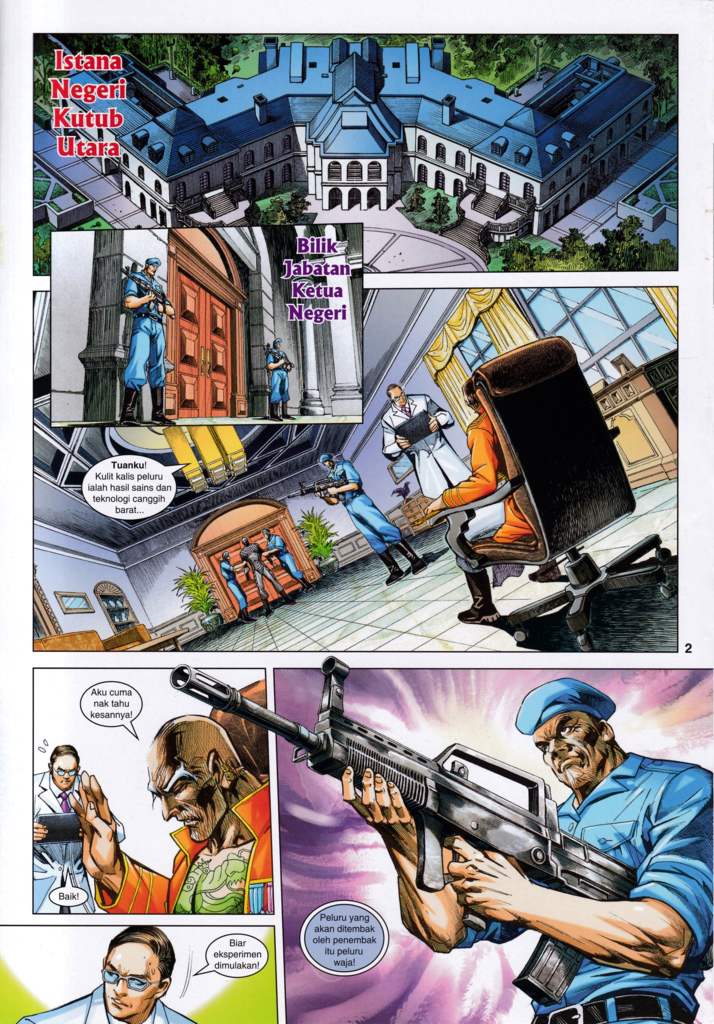 Istana
Negeri
Kutub
Utara
Bilik
Jabatan
Ketua
Negeri
Tuanku!
Kulit kalis peluru
ialah hasil sains dan
teknologi canggih
barat...
2
Aku cuma
nak tahu
kesannya!
Baik!
Peluru yang
akan ditembak
oleh penembak
itu peluru
waja!
Biar
eksperimen
dimulakan!